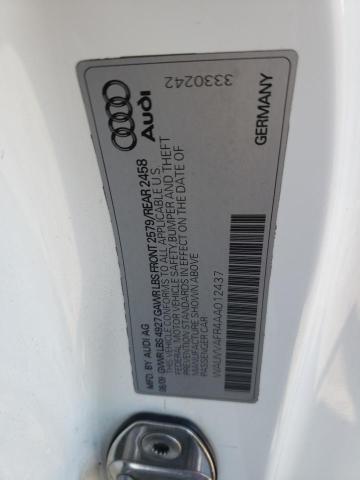 Audi
3330242
MFD. BY AUDI AG
08/09 GVWR LBS 4927 GAWR LBS FRONT 2579/REAR 2458
THIS CAR CONFORMS TO ALL APPLICABLE U.S.
FEDERAL MOTOR VEHICLE SAFETY, BUMPER AND THEFT
PREVENTION STANDARDS IN EFFECT ON THE DATE OF
MANUFACTURE SHOWN ABOVE
PASSENGER CAR
WAUWVAFR4AA012437
GERMANY